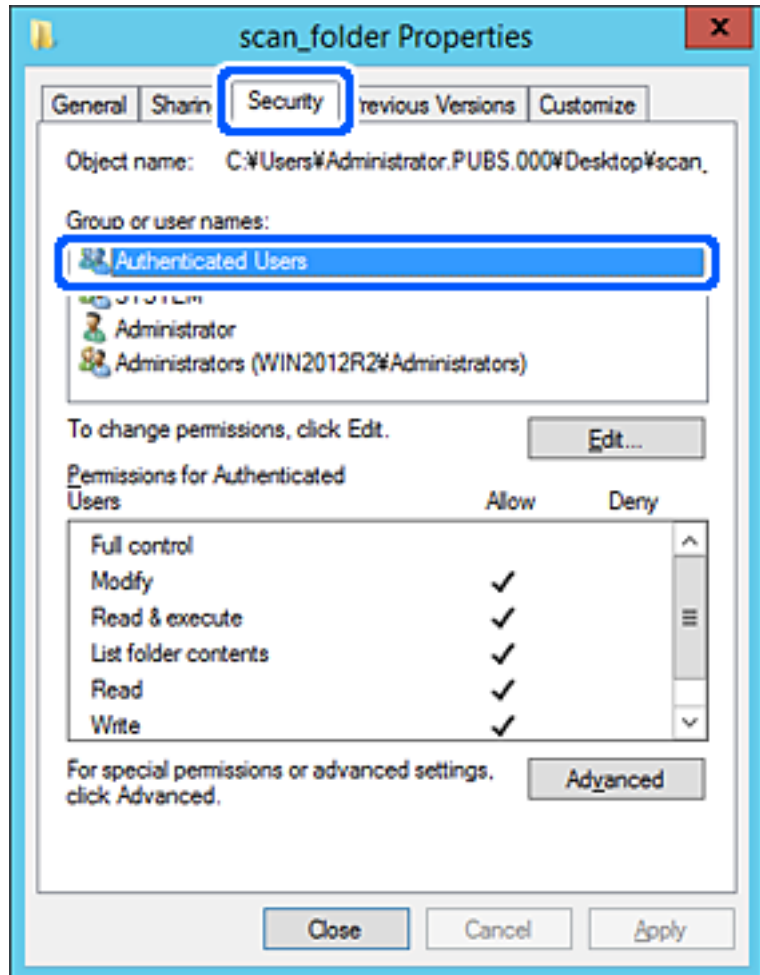 scan_folder Properties
x
General Sharin Security revious Versions Customize
Object name: C:¥Users¥Administrator.PUBS.000¥Desktop¥scan_
Group or user names:
Authenticated Users
SYSTEM
Administrator
Administrators (WIN2012R2¥Administrators)
To change permissions, click Edit.
Edit...
Permissions for Authenticated
Users Allow Deny
Full control
Modify
Read & execute
List folder contents
Read
Write
For special permissions or advanced settings,
click Advanced.
Advanced
Close Cancel Apply